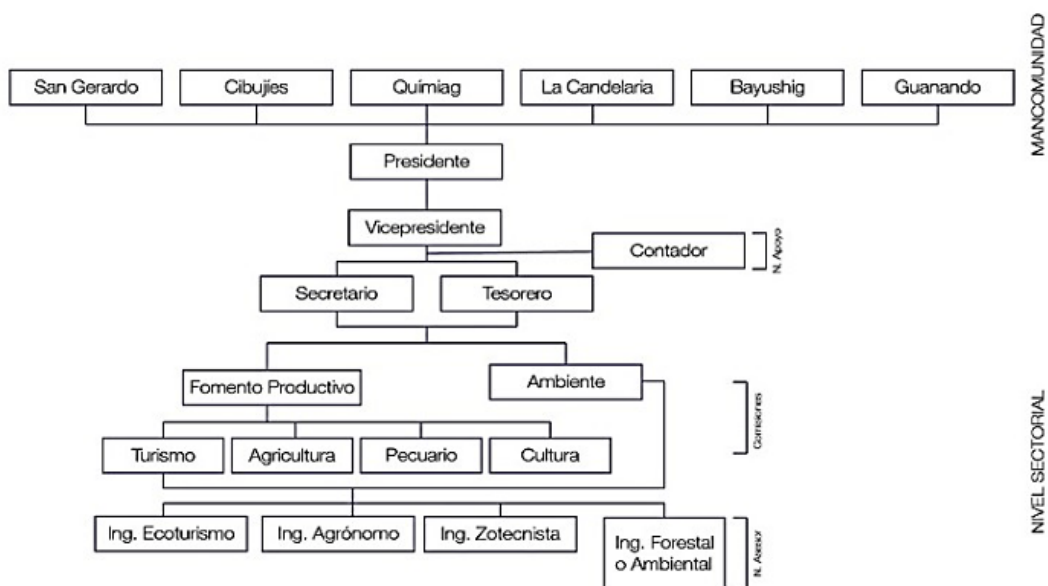 San Gerardo
Cibujíes
Químiag
La Candelaria
Bayushig
Guanando
MANCOMUNIDAD
Presidente
Vicepresidente
Contador
N. Apoyo
Secretario
Tesorero
Fomento Productivo
Ambiente
Comisiones
Turismo
Agricultura
Pecuario
Cultura
NIVEL SECTORIAL
Ing. Ecoturismo
Ing. Agrónomo
Ing. Zotecnista
Ing. Forestal
o Ambiental
N. Asesor